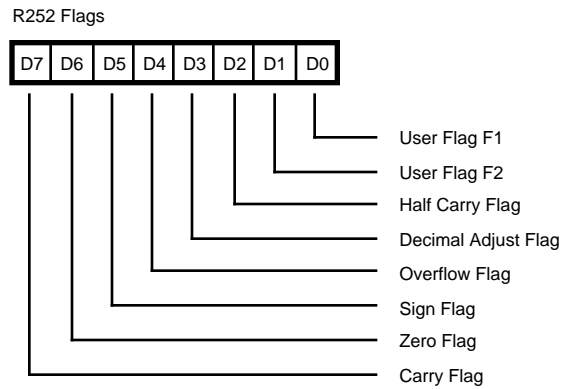 R252 Flags
D7 D6 D5 D4 D3 D2 D1 D0
User Flag F1
User Flag F2
Half Carry Flag
Decimal Adjust Flag
Overflow Flag
Sign Flag
Zero Flag
Carry Flag